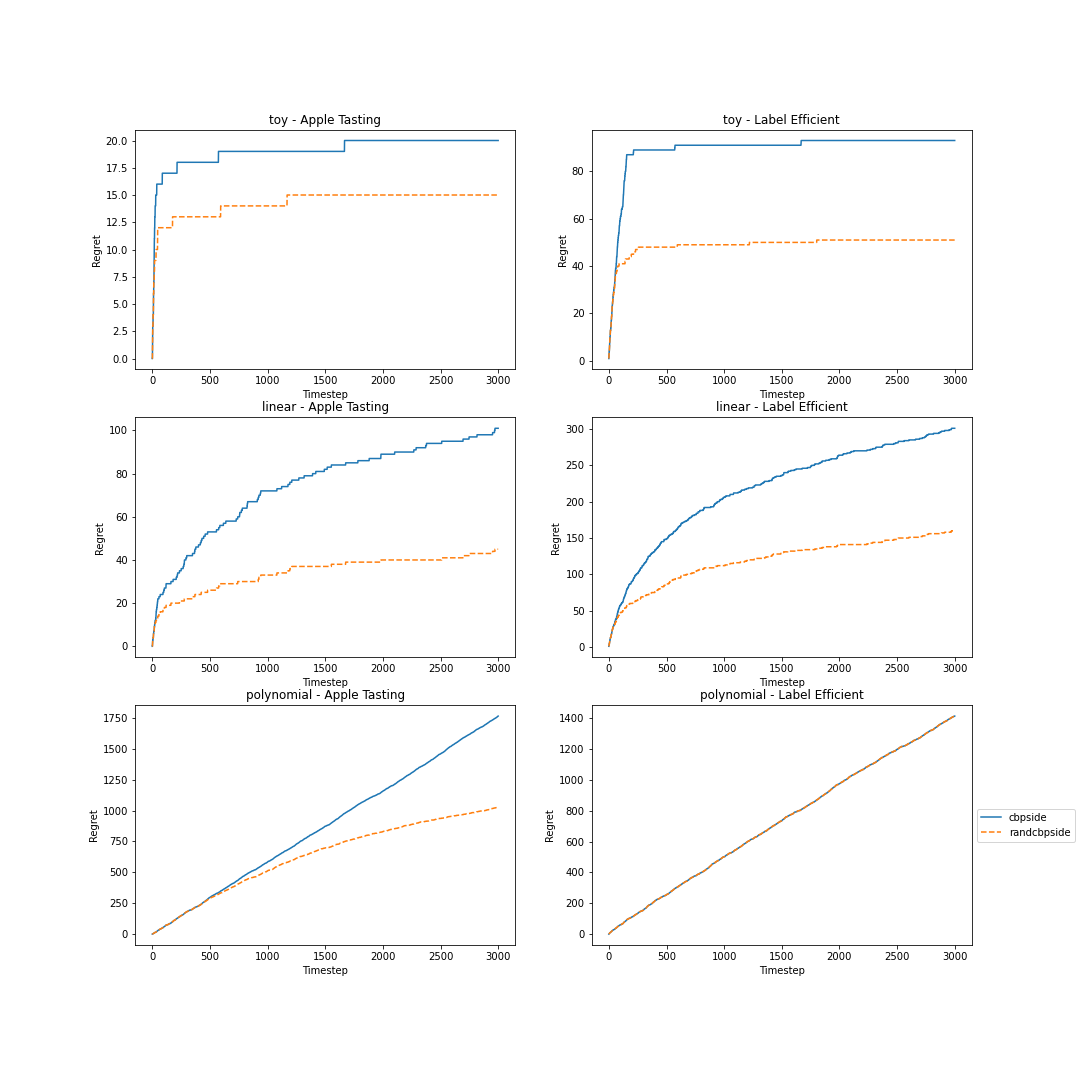 toy - Apple Tasting
20.0
17.5
15.0
12.5
10.0
7.5
5.0
2.5
0.0
Regret
0 500 1000 1500 2000 2500 3000
Timestep
toy - Label Efficient
80
60
40
20
0
Regret
0 500 1000 1500 2000 2500 3000
Timestep
linear - Apple Tasting
100
80
60
40
20
0
Regret
0 500 1000 1500 2000 2500 3000
Timestep
linear - Label Efficient
300
250
200
150
100
50
0
Regret
0 500 1000 1500 2000 2500 3000
Timestep
polynomial - Apple Tasting
1750
1500
1250
1000
750
500
250
0
Regret
0 500 1000 1500 2000 2500 3000
Timestep
polynomial - Label Efficient
1400
1200
1000
800
600
400
200
0
Regret
0 500 1000 1500 2000 2500 3000
Timestep
cbpside
randcbpside